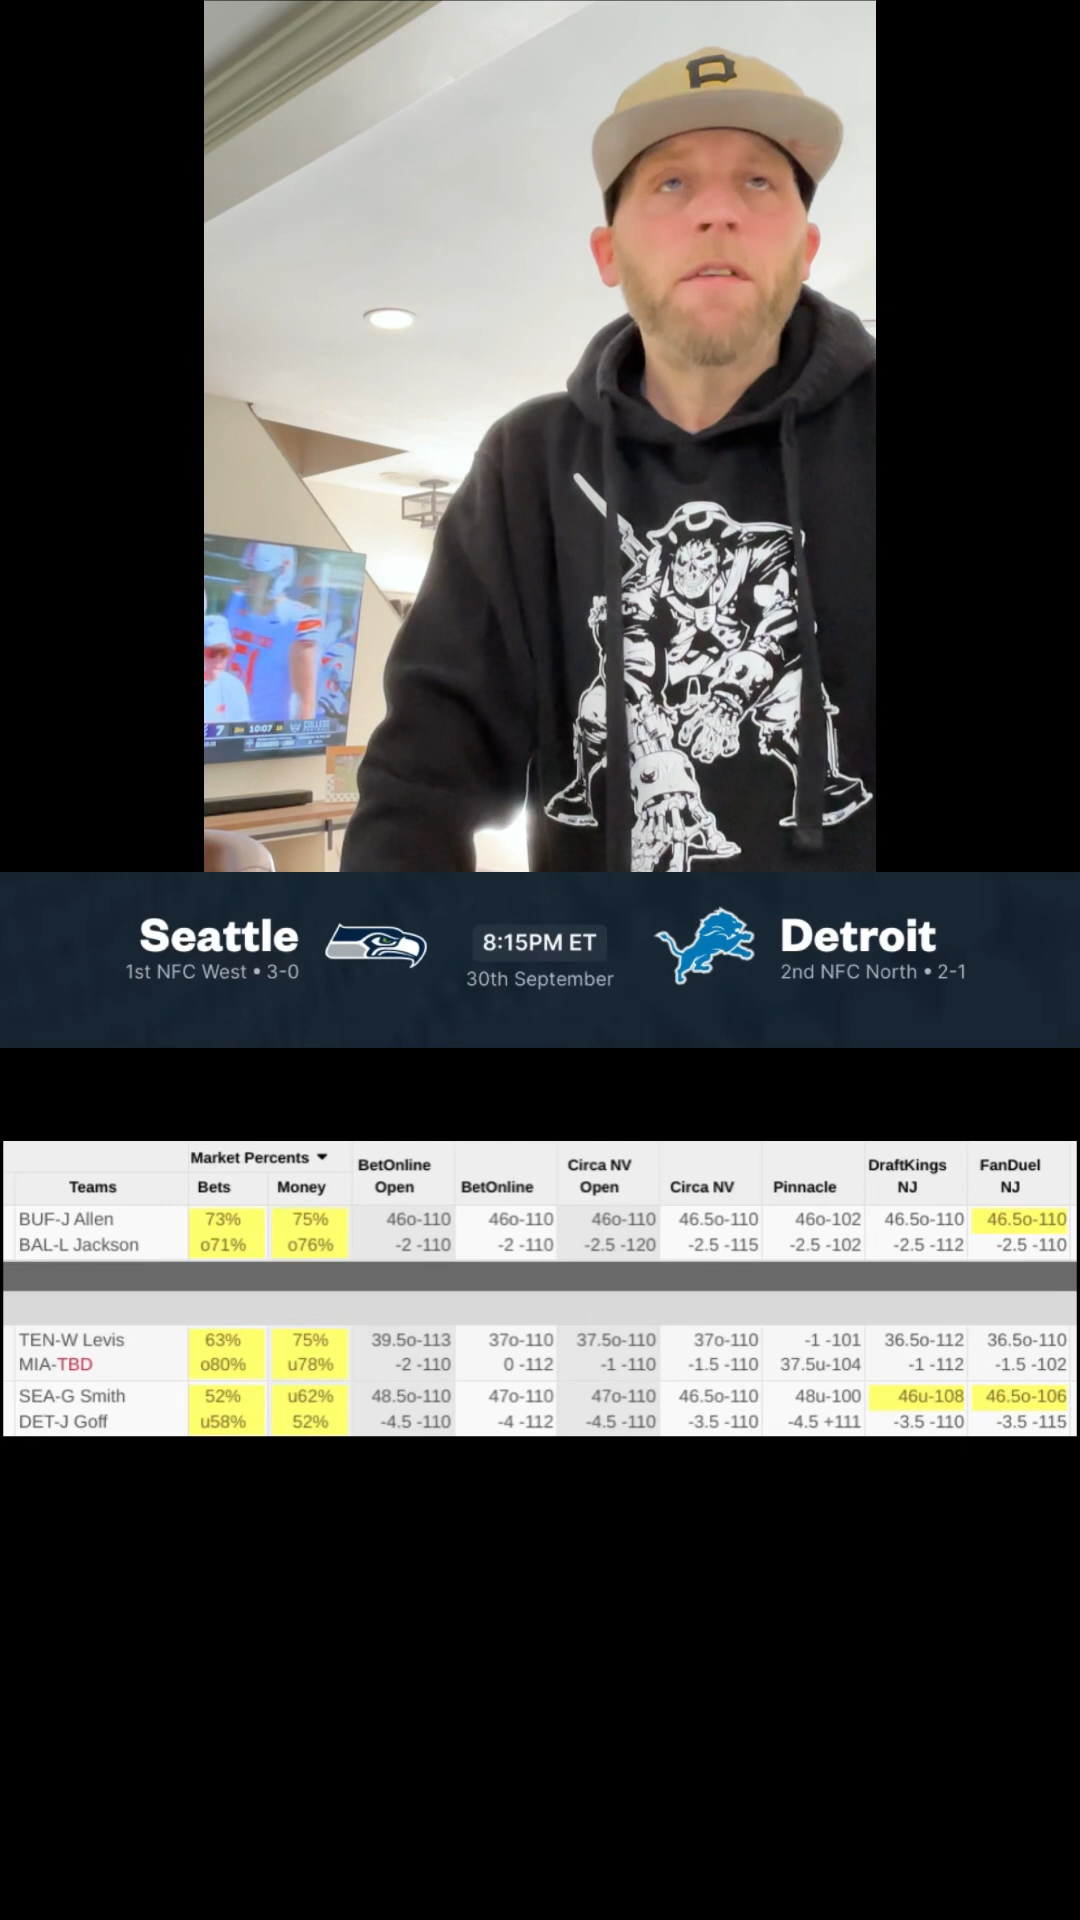 P
7
10:07
COLLEGE
Seattle
1st NFC West • 3-0
8:15PM ET
30th September
Detroit
2nd NFC North • 2-1
Market Percents ▼ BetOnline Circa NV DraftKings FanDuel
Teams Bets Money Open BetOnline Open Circa NV Pinnacle NJ NJ
BUF-J Allen 73% 75% 46o-110 46o-110 46o-110 46.5o-110 46o-102 46.5o-110 46.5o-110
BAL-L Jackson o71% o76% -2 -110 -2 -110 -2.5 -120 -2.5 -115 -2.5 -102 -2.5 -112 -2.5 -110
TEN-W Levis 63% 75% 39.5o-113 37o-110 37.5o-110 37o-110 -1 -101 36.5o-112 36.5o-110
MIA-TBD o80% u78% -2 -110 0 -112 -1 -110 -1.5 -110 37.5u-104 -1 -112 -1.5 -102
SEA-G Smith 52% u62% 48.5o-110 47o-110 47o-110 46.5o-110 48u-100 46u-108 46.5o-106
DET-J Goff u58% 52% -4.5 -110 -4 -112 -4.5 -110 -3.5 -110 -4.5 +111 -3.5 -110 -3.5 -115